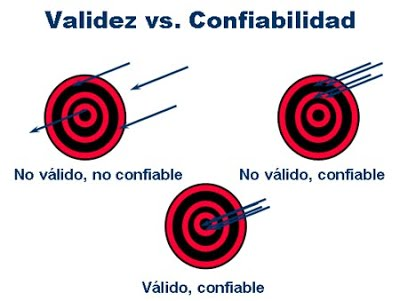 Validez vs. Confiabilidad
No válido, no confiable
No válido, confiable
Válido, confiable